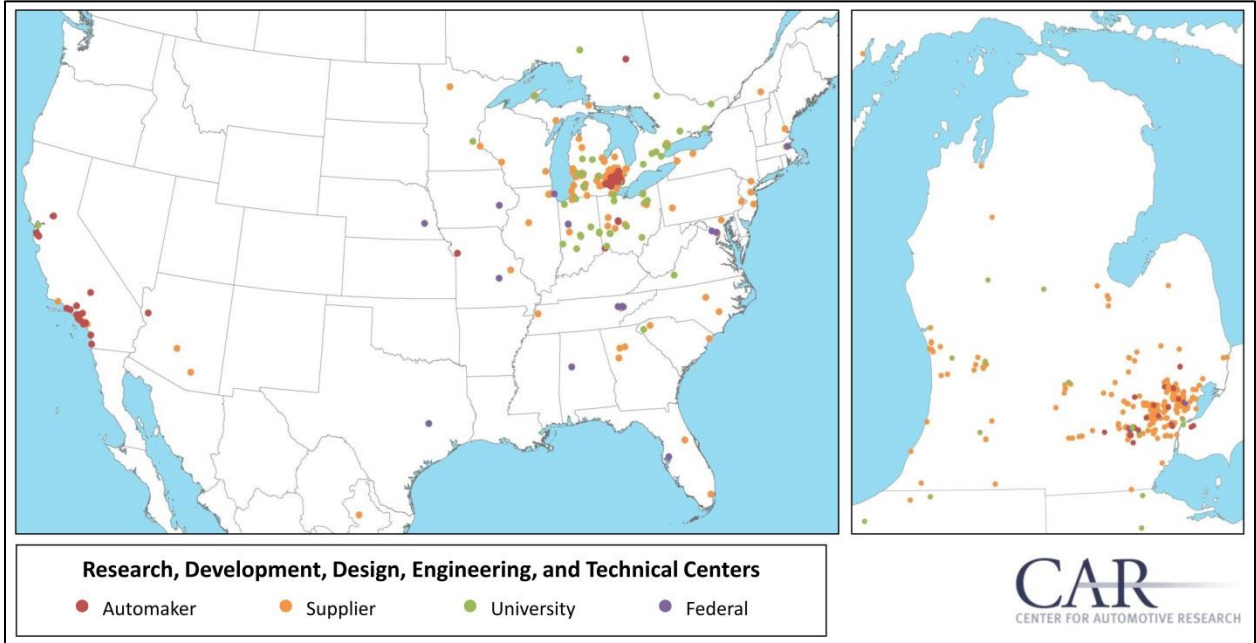 Research, Development, Design, Engineering, and Technical Centers
Automaker
Supplier
University
Federal
CAR
CENTER FOR AUTOMOTIVE RESEARCH